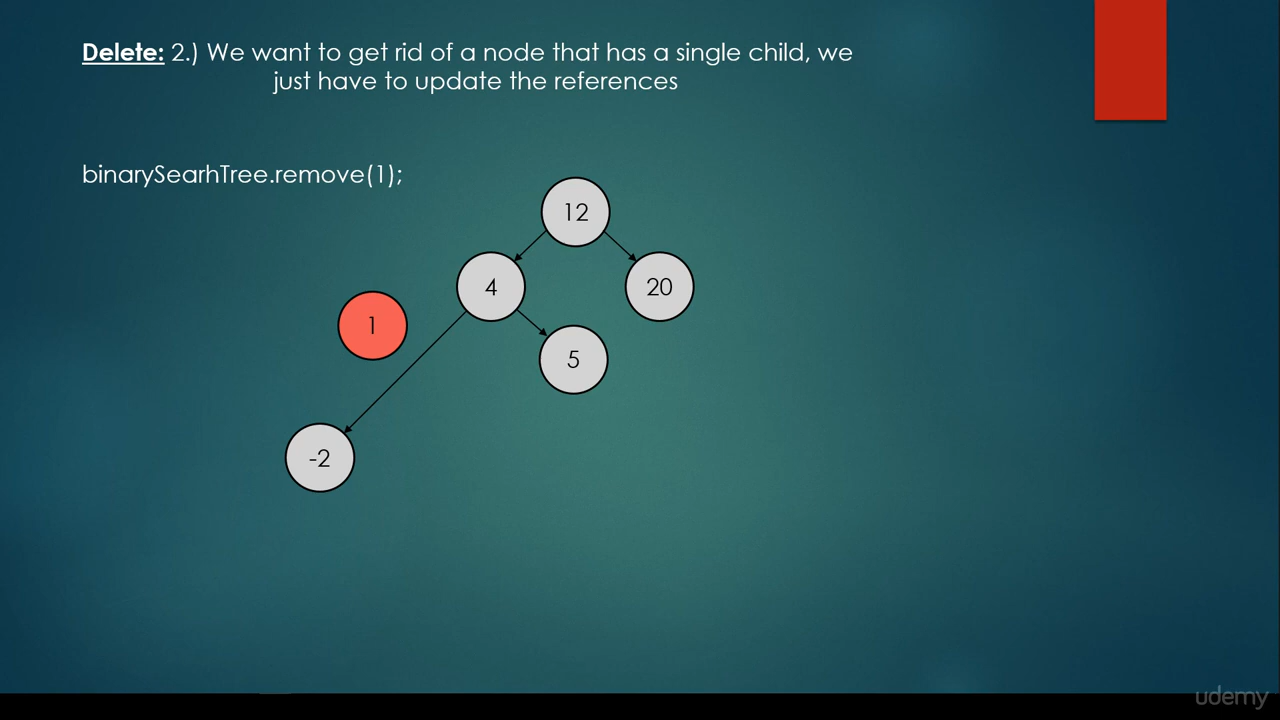 Delete: 2.) We want to get rid of a node that has a single child, we
just have to update the references
binarySearhTree.remove(1);
12
4
20
1
5
-2
udemy